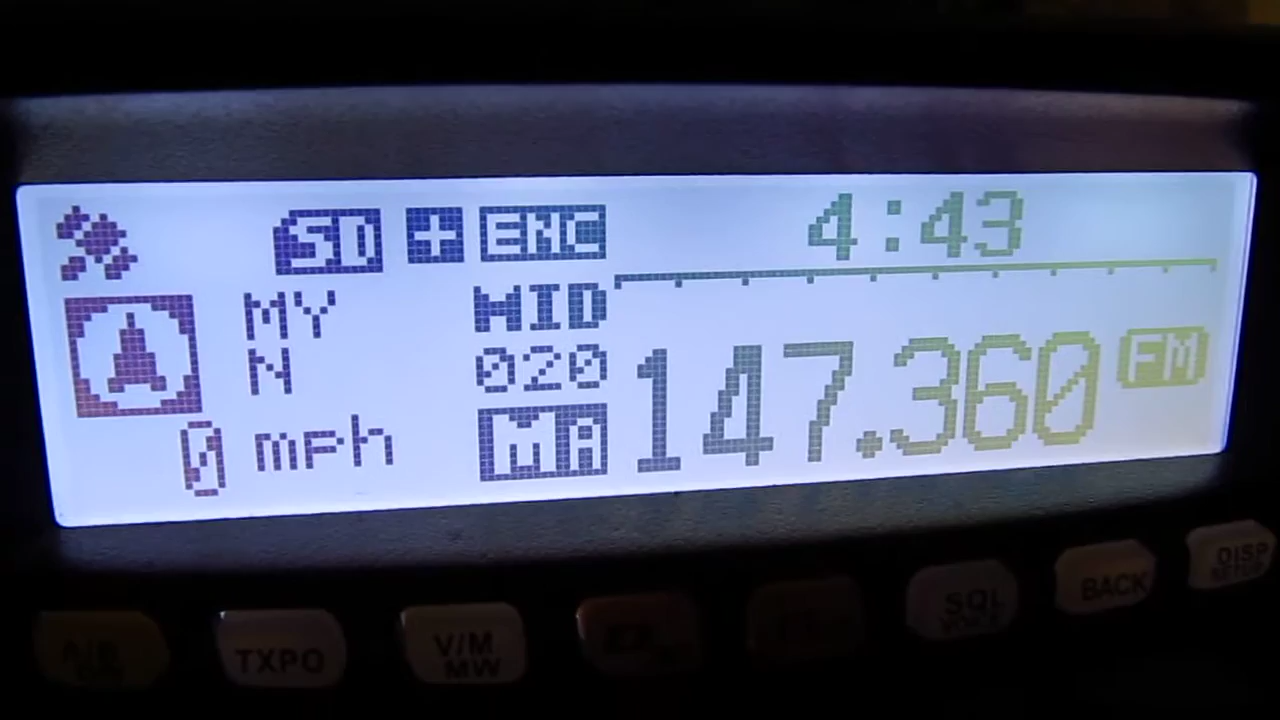 SD + ENC 4:43
MY MID
N 020 147.360 FM
0 mph MA
TXPO V/M MW SQL BACK DISP